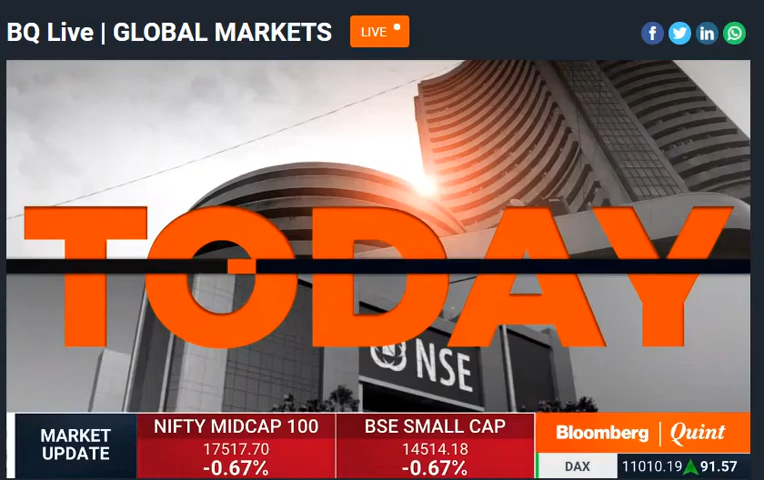 BQ Live | GLOBAL MARKETS
LIVE
TODAY
NSE
MARKET
UPDATE
NIFTY MIDCAP 100
17517.70
-0.67%
BSE SMALL CAP
14514.18
-0.67%
Bloomberg | Quint
DAX
11010.19 91.57